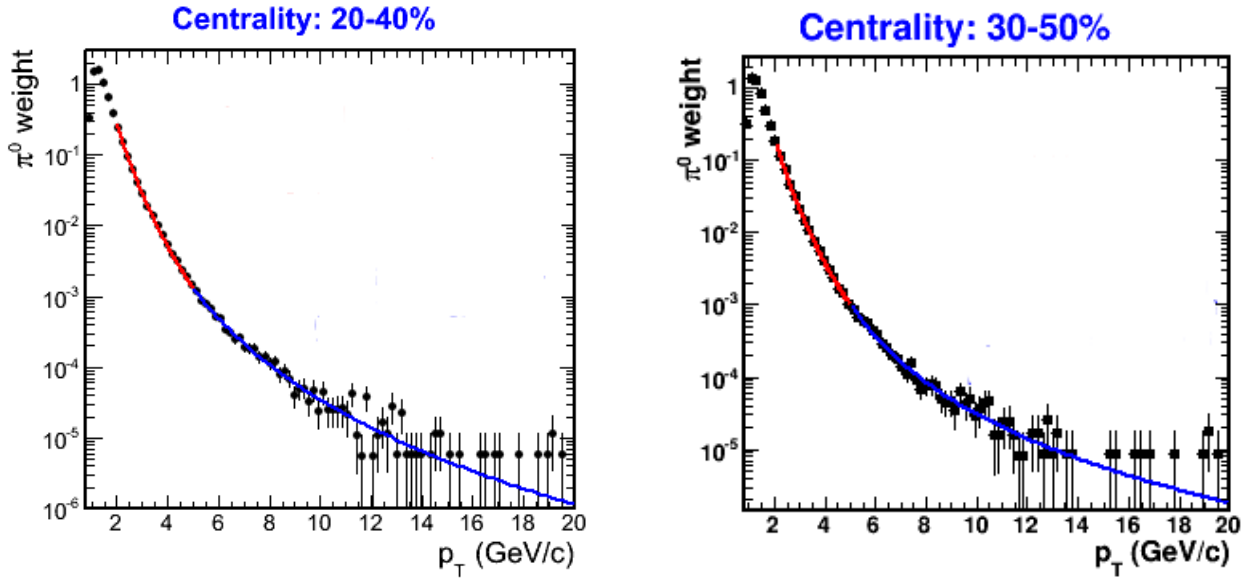 Centrality: 20-40%
π⁰ weight
1
10⁻¹
10⁻²
10⁻³
10⁻⁴
10⁻⁵
10⁻⁶
2 4 6 8 10 12 14 16 18 20
p_T (GeV/c)
Centrality: 30-50%
π⁰ weight
1
10⁻¹
10⁻²
10⁻³
10⁻⁴
10⁻⁵
2 4 6 8 10 12 14 16 18 20
p_T (GeV/c)